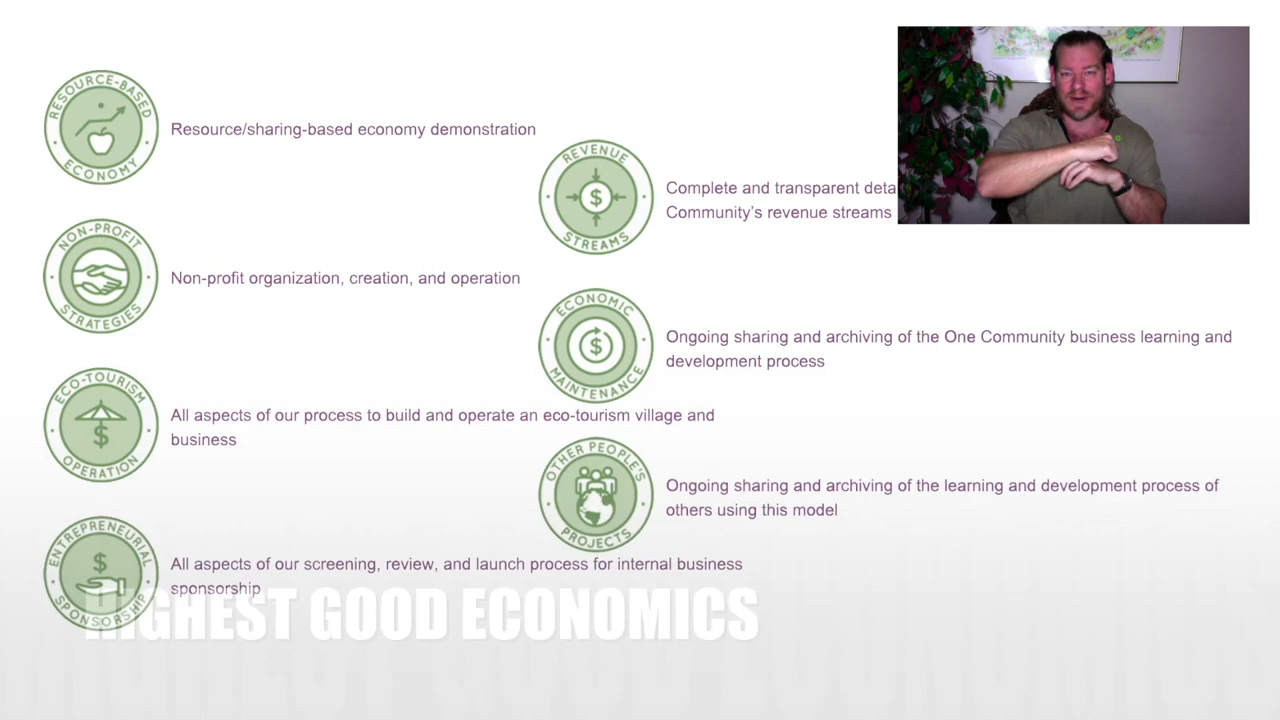 RESOURCE-BASED
ECONOMY
Resource/sharing-based economy demonstration
NON-PROFIT
STRATEGIES
Non-profit organization, creation, and operation
ECO-TOURISM
OPERATION
All aspects of our process to build and operate an eco-tourism village and
business
ENTREPRENEURIAL
SPONSORSHIP
All aspects of our screening, review, and launch process for internal business
sponsorship
REVENUE
STREAMS
Complete and transparent
Community’s revenue streams
ECONOMIC
MAINTENANCE
Ongoing sharing and archiving of the One Community business learning and
development process
OTHER PEOPLE'S
PROJECTS
Ongoing sharing and archiving of the learning and development process of
others using this model
HIGHEST GOOD ECONOMICS